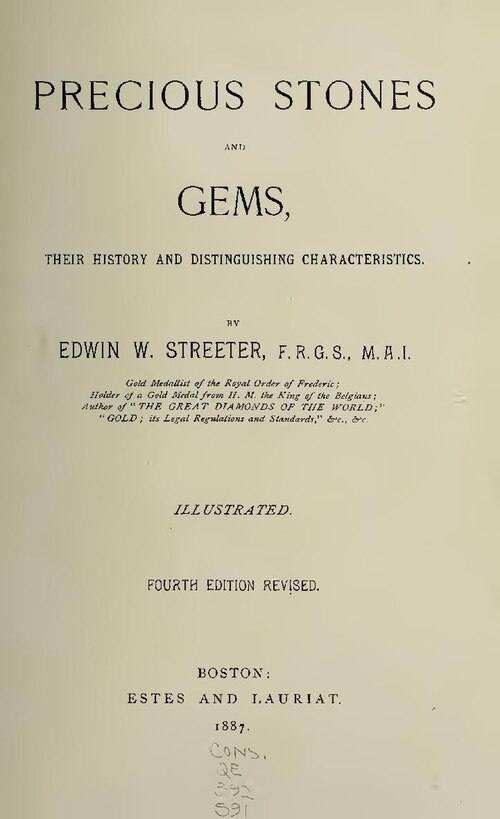 PRECIOUS STONES
AND
GEMS,
THEIR HISTORY AND DISTINGUISHING CHARACTERISTICS.
BY
EDWIN W. STREETER, F.R.G.S., M.A.I.
Gold Medallist of the Royal Order of Frederic;
Holder of a Gold Medal from H. M. the King of the Belgians;
Author of "THE GREAT DIAMONDS OF THE WORLD;"
"GOLD; its Legal Regulations and Standards," &c., &c.
ILLUSTRATED.
FOURTH EDITION REVISED.
BOSTON:
ESTES AND LAURIAT.
1887.
CONS.
QE
392
S91